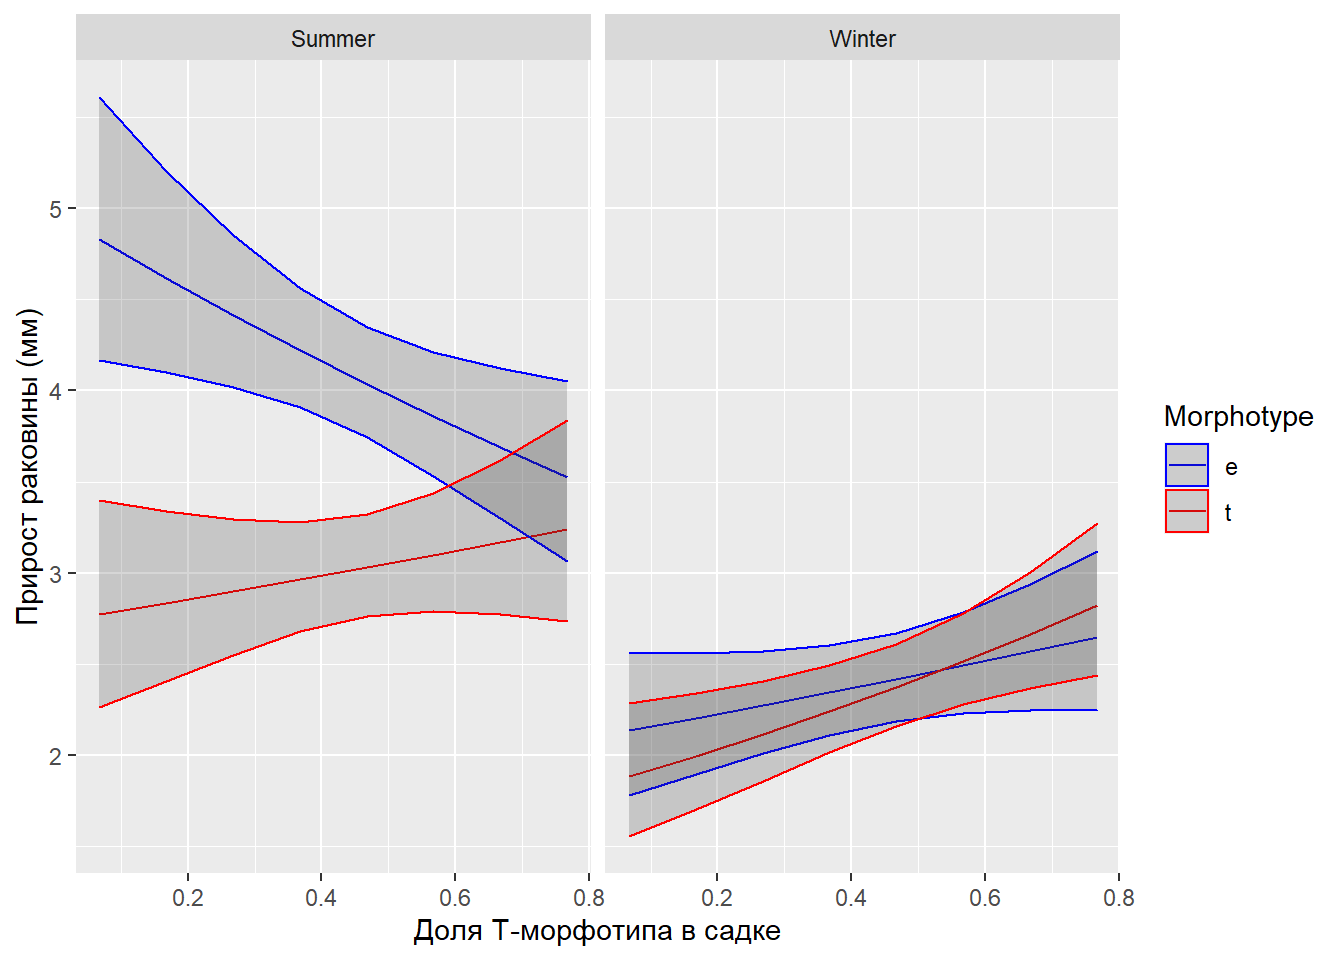 Summer
Winter
5
4
3
2
0.2
0.4
0.6
0.8
0.2
0.4
0.6
0.8
Прирост раковины (мм)
Доля Т-морфотипа в садке
Morphotype
e
t